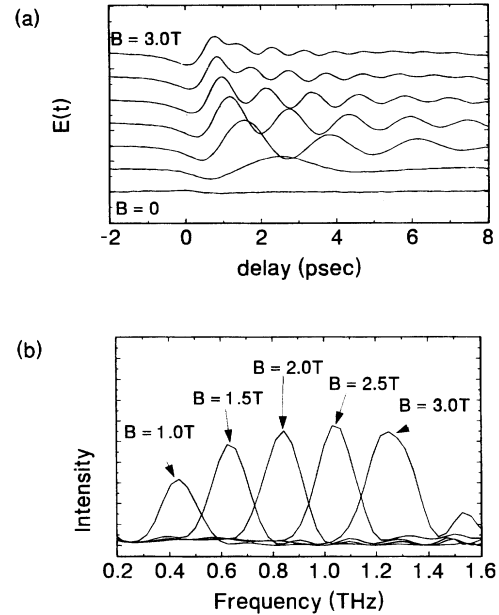 (a)
B = 3.0T
E(t)
B = 0
-2 0 2 4 6 8
delay (psec)
(b)
B = 2.0T
B = 2.5T
B = 1.5T
B = 3.0T
B = 1.0T
Intensity
0.2 0.4 0.6 0.8 1.0 1.2 1.4 1.6
Frequency (THz)